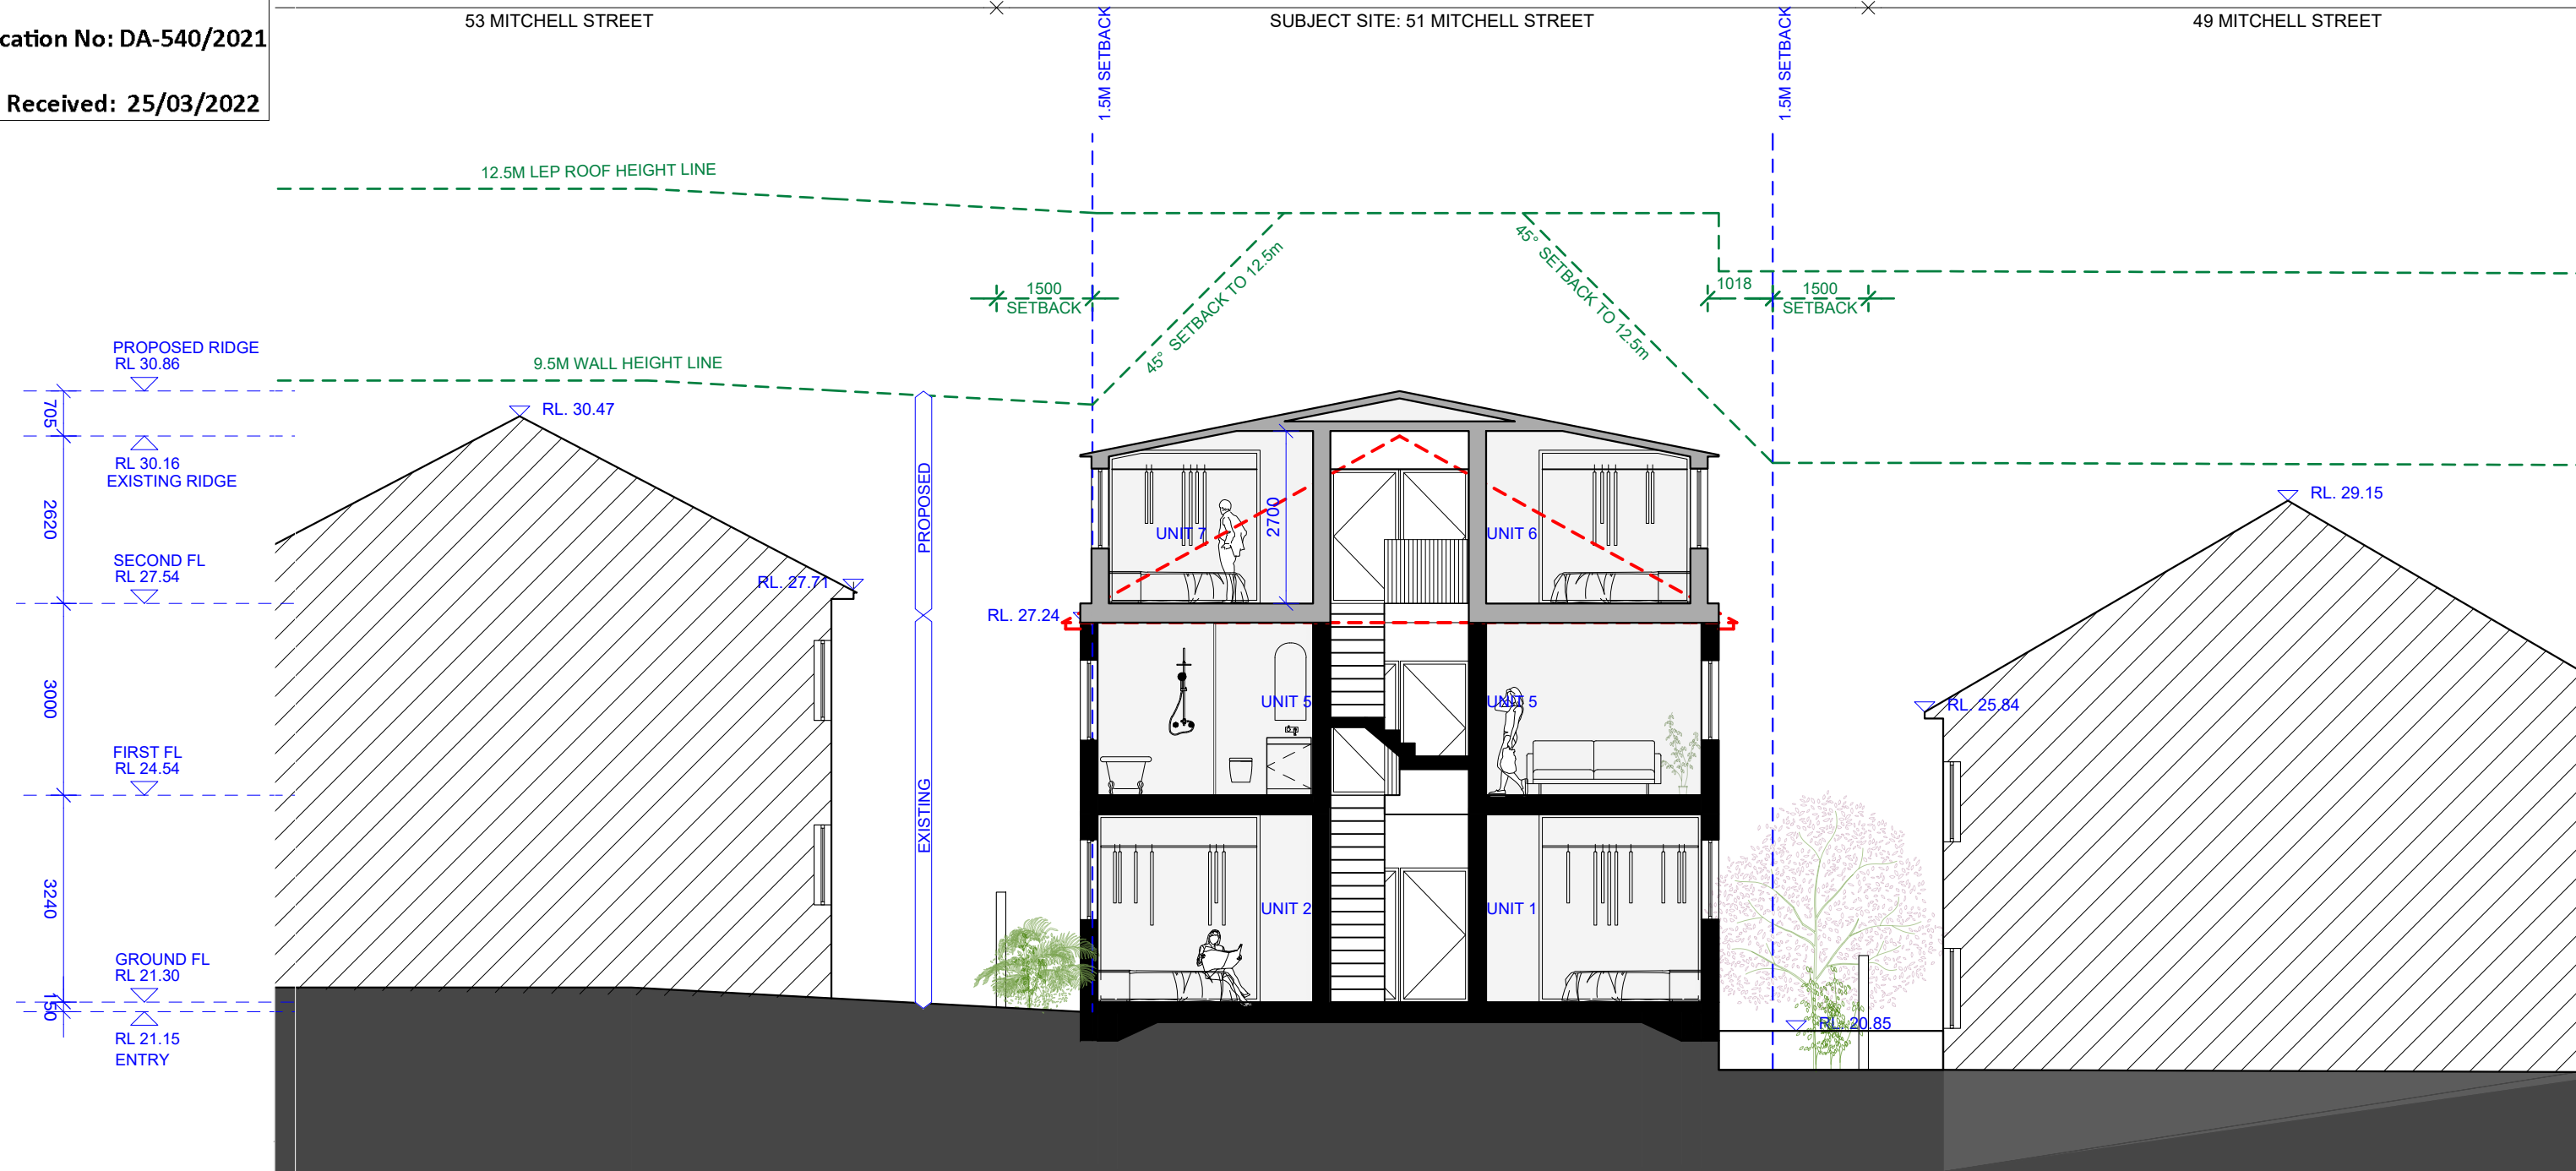 cation No: DA-540/2021
Received: 25/03/2022
53 MITCHELL STREET
SUBJECT SITE: 51 MITCHELL STREET
49 MITCHELL STREET
1.5M SETBACK
1.5M SETBACK
12.5M LEP ROOF HEIGHT LINE
45° SETBACK TO 12.5m
45° SETBACK TO 12.5m
1500
SETBACK
1018
1500
SETBACK
9.5M WALL HEIGHT LINE
PROPOSED RIDGE
RL 30.86
705
RL 30.16
EXISTING RIDGE
2620
SECOND FL
RL 27.54
3000
FIRST FL
RL 24.54
3240
GROUND FL
RL 21.30
150
RL 21.15
ENTRY
RL. 30.47
RL. 27.71
PROPOSED
EXISTING
RL. 27.24
UNIT 7
2700
UNIT 6
UNIT 5
UNIT 5
UNIT 2
UNIT 1
RL. 29.15
RL. 25.84
RL. 20.85